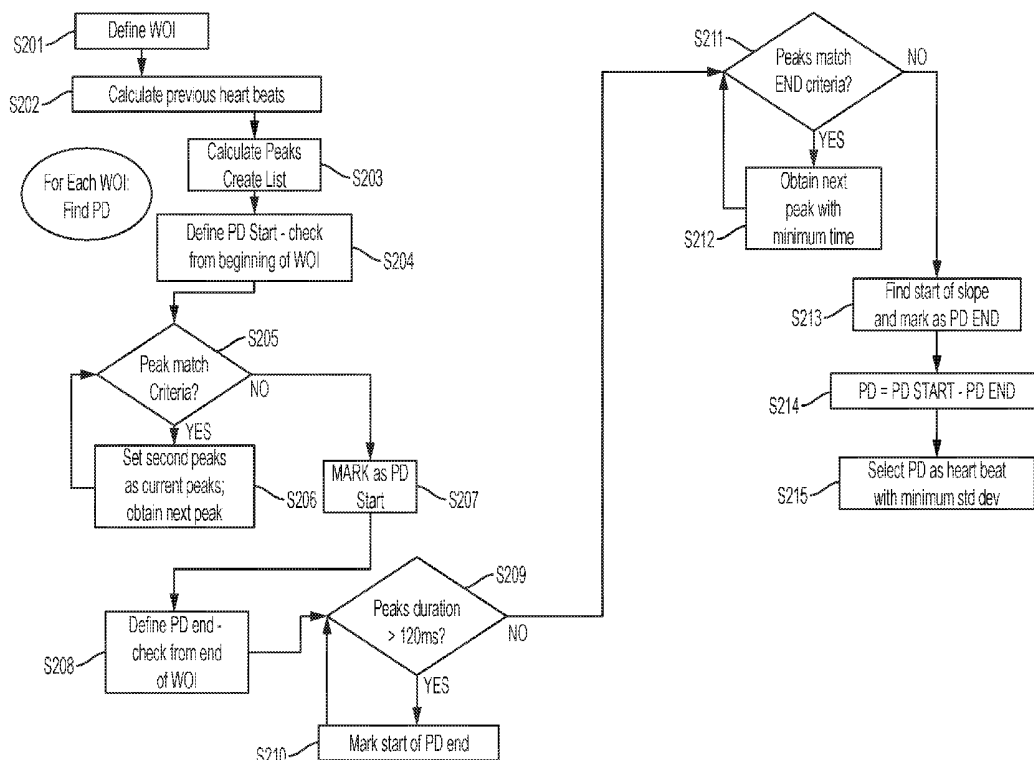 S201
Define WOI
S202
Calculate previous heart beats
Calculate Peaks
Create List
S203
For Each WOI:
Find PD
Define PD Start - check
from beginning of WOI
S204
S205
Peak match
Criteria?
NO
YES
Set second peaks
as current peaks;
obtain next peak
S206
MARK as PD
Start
S207
S208
Define PD end -
check from end
of WOI
S209
Peaks duration
> 120ms?
NO
YES
S210
Mark start of PD end
S211
Peaks match
END criteria?
NO
YES
Obtain next
peak with
minimum time
S212
S213
Find start of slope
and mark as PD END
S214
PD = PD START - PD END
S215
Select PD as heart beat
with minimum std dev